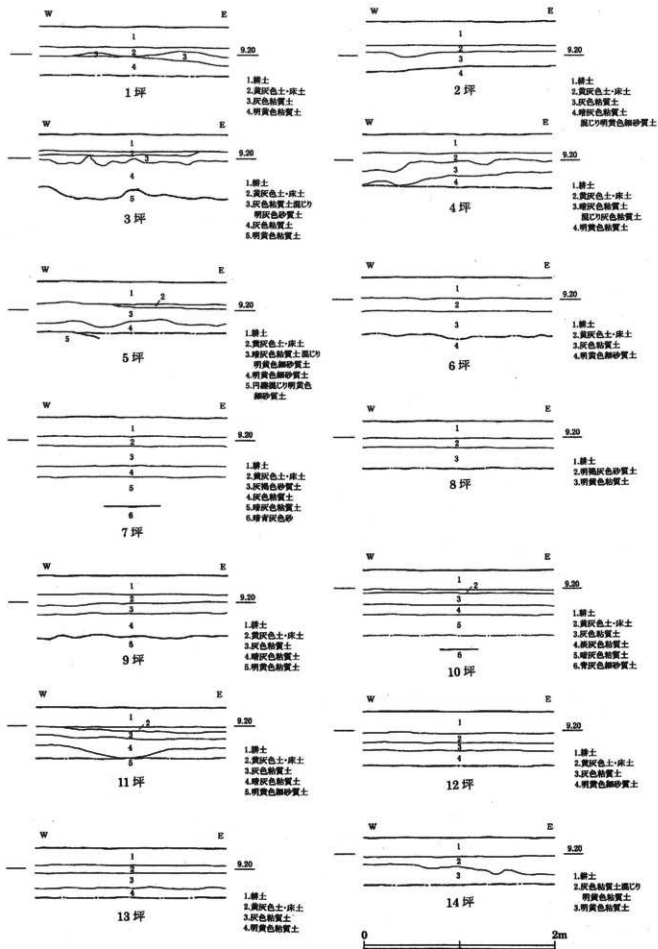 W E
9.20
1
2
3
3
4
1坪
1.耕土
2.黄灰色土・床土
3.灰色粘質土
4.明黄色粘質土
W E
9.20
1
2
3
4
2坪
1.耕土
2.黄灰色土・床土
3.灰色粘質土
4.暗灰色粘質土
混じり明黄色細砂質土
W E
9.20
1
2
3
4
5
3坪
1.耕土
2.黄灰色土・床土
3.灰色粘質土混じり
明灰色砂質土
4.灰色粘質土
5.明黄色粘質土
W E
9.20
1
2
3
4
4坪
1.耕土
2.黄灰色土・床土
3.暗灰色粘質土
混じり灰色粘質土
4.明黄色粘質土
W E
9.20
1
2
3
4
5
5坪
1.耕土
2.黄灰色土・床土
3.暗灰色粘質土混じり
明黄色細砂質土
4.明黄色細砂質土
5.円礫混じり明黄色
細砂質土
W E
9.20
1
2
3
4
6坪
1.耕土
2.黄灰色土・床土
3.灰色粘質土
4.明黄色細砂質土
W E
9.20
1
2
3
4
5
6
7坪
1.耕土
2.黄灰色土・床土
3.灰褐色砂質土
4.灰色粘質土
5.暗灰色粘質土
6.暗青灰色砂
W E
9.20
1
2
3
8坪
1.耕土
2.明褐灰色砂質土
3.明黄色粘質土
W E
9.20
1
2
3
4
5
9坪
1.耕土
2.黄灰色土・床土
3.灰色粘質土
4.暗灰色粘質土
5.明黄色粘質土
W E
9.20
1
2
3
4
5
6
10坪
1.耕土
2.黄灰色土・床土
3.灰色粘質土
4.淡灰色粘質土
5.暗灰色粘質土
6.青灰色細砂質土
W E
9.20
1
2
3
4
5
11坪
1.耕土
2.黄灰色土・床土
3.灰色粘質土
4.暗灰色粘質土
5.明黄色細砂質土
W E
9.20
1
2
3
4
12坪
1.耕土
2.黄灰色土・床土
3.灰色粘質土
4.明黄色細砂質土
W E
9.20
1
2
3
4
13坪
1.耕土
2.黄灰色土・床土
3.灰色粘質土
4.明黄色粘質土
W E
9.20
1
2
3
14坪
1.耕土
2.灰色粘質土混じり
明黄色粘質土
3.明黄色粘質土
0 2m